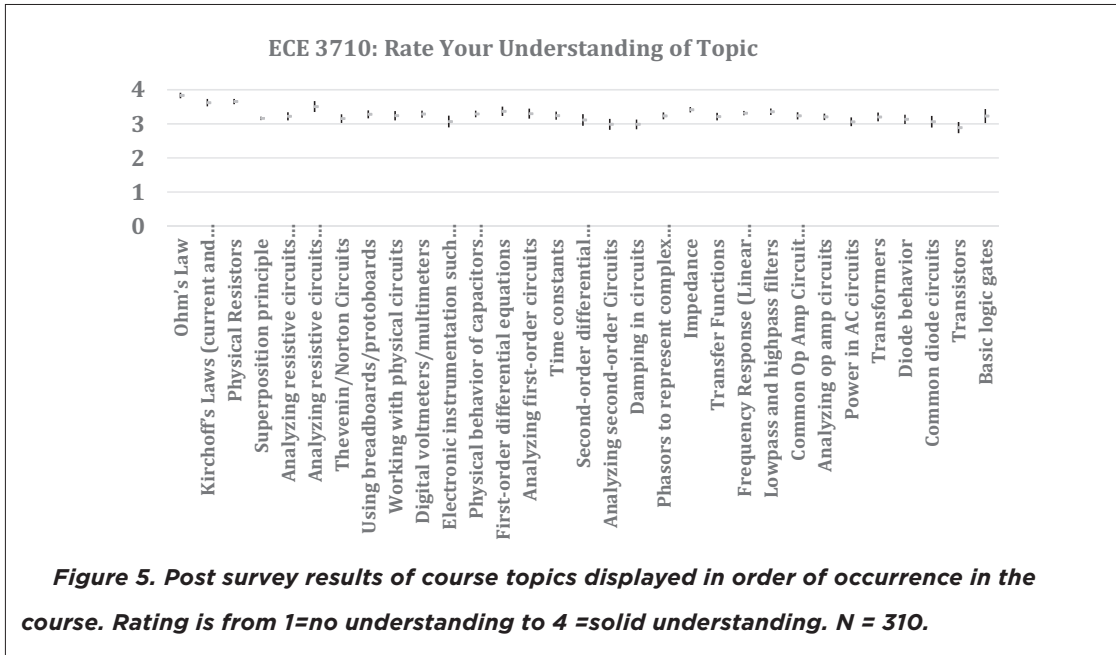 ECE 3710: Rate Your Understanding of Topic
4
3
2
1
0
Ohm's Law
Kirchoff's Laws (current and…
Physical Resistors
Superposition principle
Analyzing resistive circuits…
Analyzing resistive circuits…
Thevenin/Norton Circuits
Using breadboards/protoboards
Working with physical circuits
Digital voltmeters/multimeters
Electronic instrumentation such…
Physical behavior of capacitors…
First-order differential equations
Analyzing first-order circuits
Time constants
Second-order differential…
Analyzing second-order Circuits
Damping in circuits
Phasors to represent complex…
Impedance
Transfer Functions
Frequency Response (Linear…
Lowpass and highpass filters
Common Op Amp Circuit…
Analyzing op amp circuits
Power in AC circuits
Transformers
Diode behavior
Common diode circuits
Transistors
Basic logic gates
Figure 5. Post survey results of course topics displayed in order of occurrence in the
course. Rating is from 1=no understanding to 4 =solid understanding. N = 310.